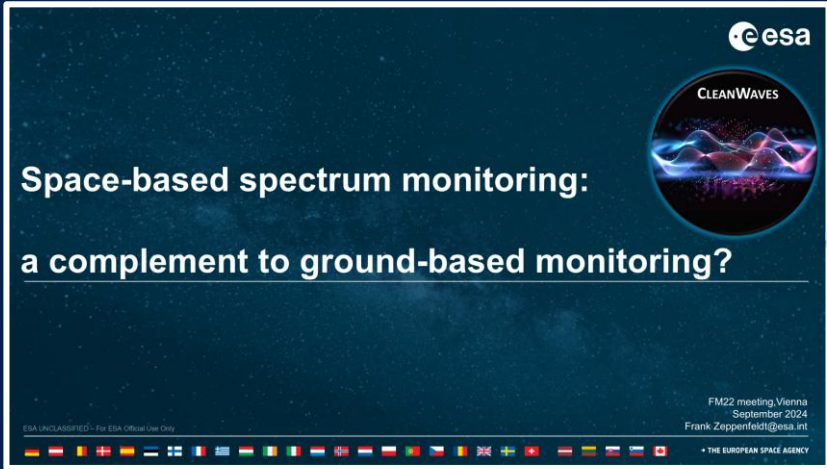 esa
CLEANWAVES
Space-based spectrum monitoring:
a complement to ground-based monitoring?
FM22 meeting,Vienna
September 2024
ESA UNCLASSIFIED – For ESA Official Use Only
Frank Zeppenfeldt@esa.int
→ THE EUROPEAN SPACE AGENCY